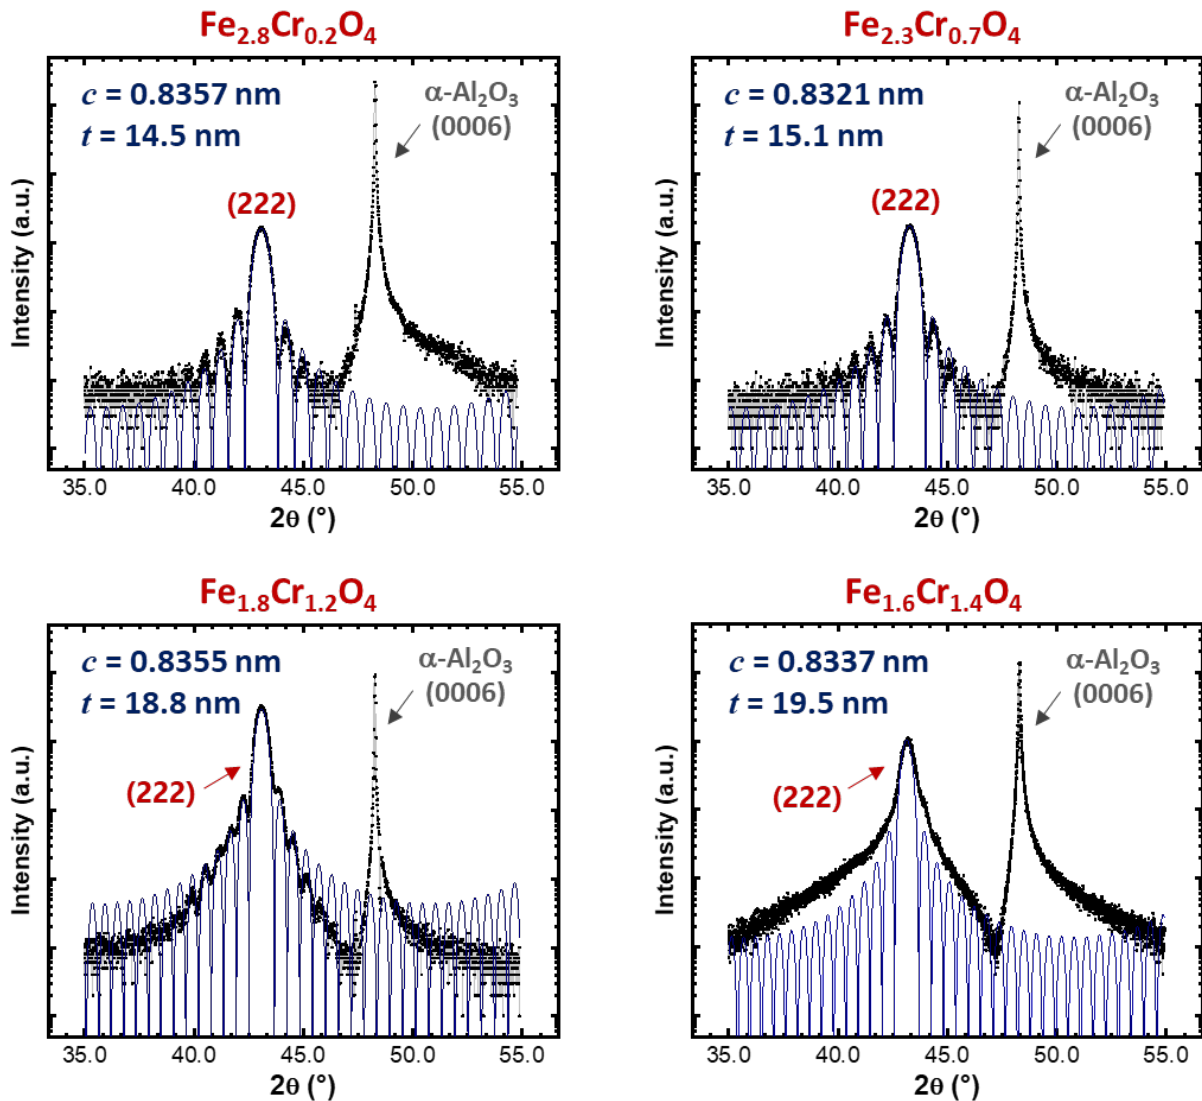 Fe2.8Cr0.2O4
c = 0.8357 nm
t = 14.5 nm
α-Al2O3
(0006)
(222)
Intensity (a.u.)
35.0 40.0 45.0 50.0 55.0
2θ (°)
Fe2.3Cr0.7O4
c = 0.8321 nm
t = 15.1 nm
α-Al2O3
(0006)
(222)
Intensity (a.u.)
35.0 40.0 45.0 50.0 55.0
2θ (°)
Fe1.8Cr1.2O4
c = 0.8355 nm
t = 18.8 nm
α-Al2O3
(0006)
(222)
Intensity (a.u.)
35.0 40.0 45.0 50.0 55.0
2θ (°)
Fe1.6Cr1.4O4
c = 0.8337 nm
t = 19.5 nm
α-Al2O3
(0006)
(222)
Intensity (a.u.)
35.0 40.0 45.0 50.0 55.0
2θ (°)